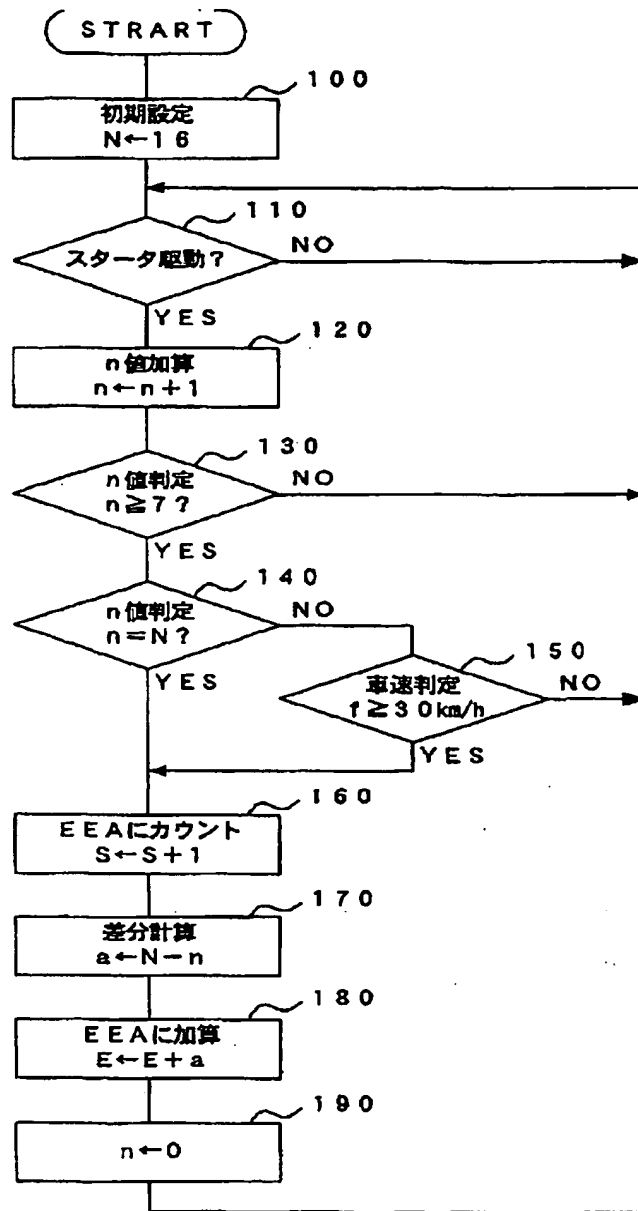 STRART
100
初期設定
N←16
110
スタータ駆動?
NO
YES
120
n値加算
n←n+1
130
n値判定
n≧7?
NO
YES
140
n値判定
n=N?
NO
YES
150
車速判定
f≧30km/h
NO
YES
160
EEAにカウント
S←S+1
170
差分計算
a←N-n
180
EEAに加算
E←E+a
190
n←0